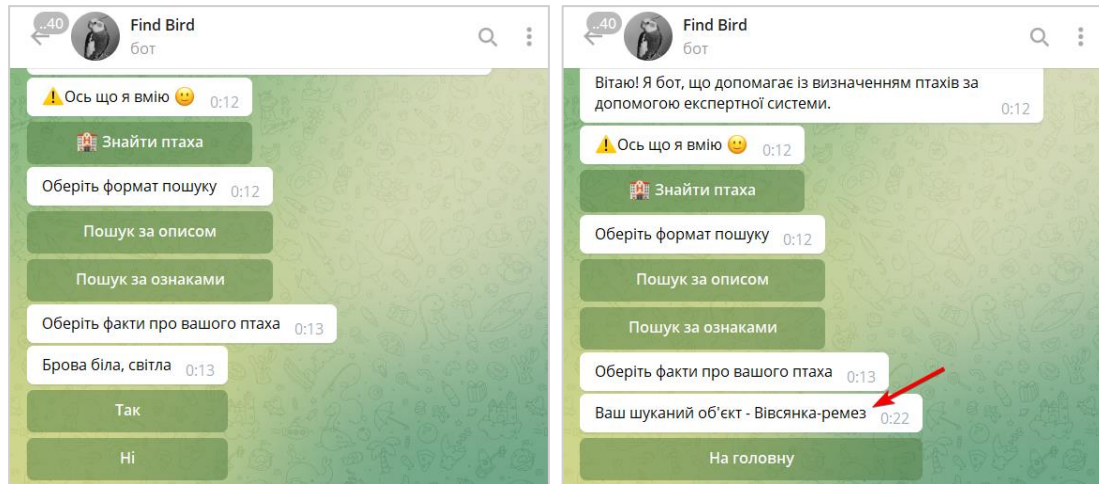 ..40
Find Bird
бот
⚠️Ось що я вмію 🙂 0:12
🏩 Знайти птаха
Оберіть формат пошуку 0:12
Пошук за описом
Пошук за ознаками
Оберіть факти про вашого птаха 0:13
Брова біла, світла 0:13
Так
Ні
..40
Find Bird
бот
Вітаю! Я бот, що допомагає із визначенням птахів за
допомогою експертної системи. 0:12
⚠️Ось що я вмію 🙂 0:12
🏩 Знайти птаха
Оберіть формат пошуку 0:12
Пошук за описом
Пошук за ознаками
Оберіть факти про вашого птаха 0:13
Ваш шуканий об'єкт - Вівсянка-ремез 0:22
На головну